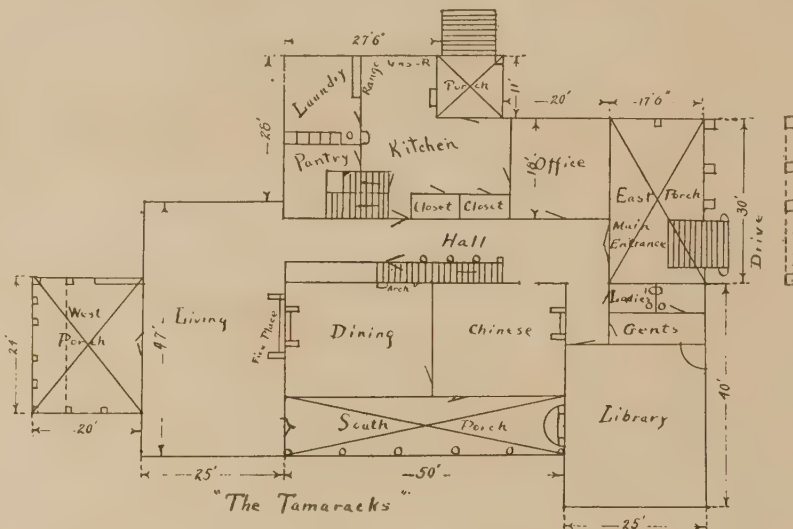 27'6"
Laundry
Range
Gas-R
Porch
11'
20'
17'6"
Pantry
Kitchen
Office
East Porch
30'
Drive
Closet
Closet
Hall
Main
Entrance
Arch
Ladies
Gents
West
Porch
24'
20'
Living
47'
Fire Place
Dining
Chinese
South Porch
Library
40'
25'
50'
25'
"The Tamaracks"